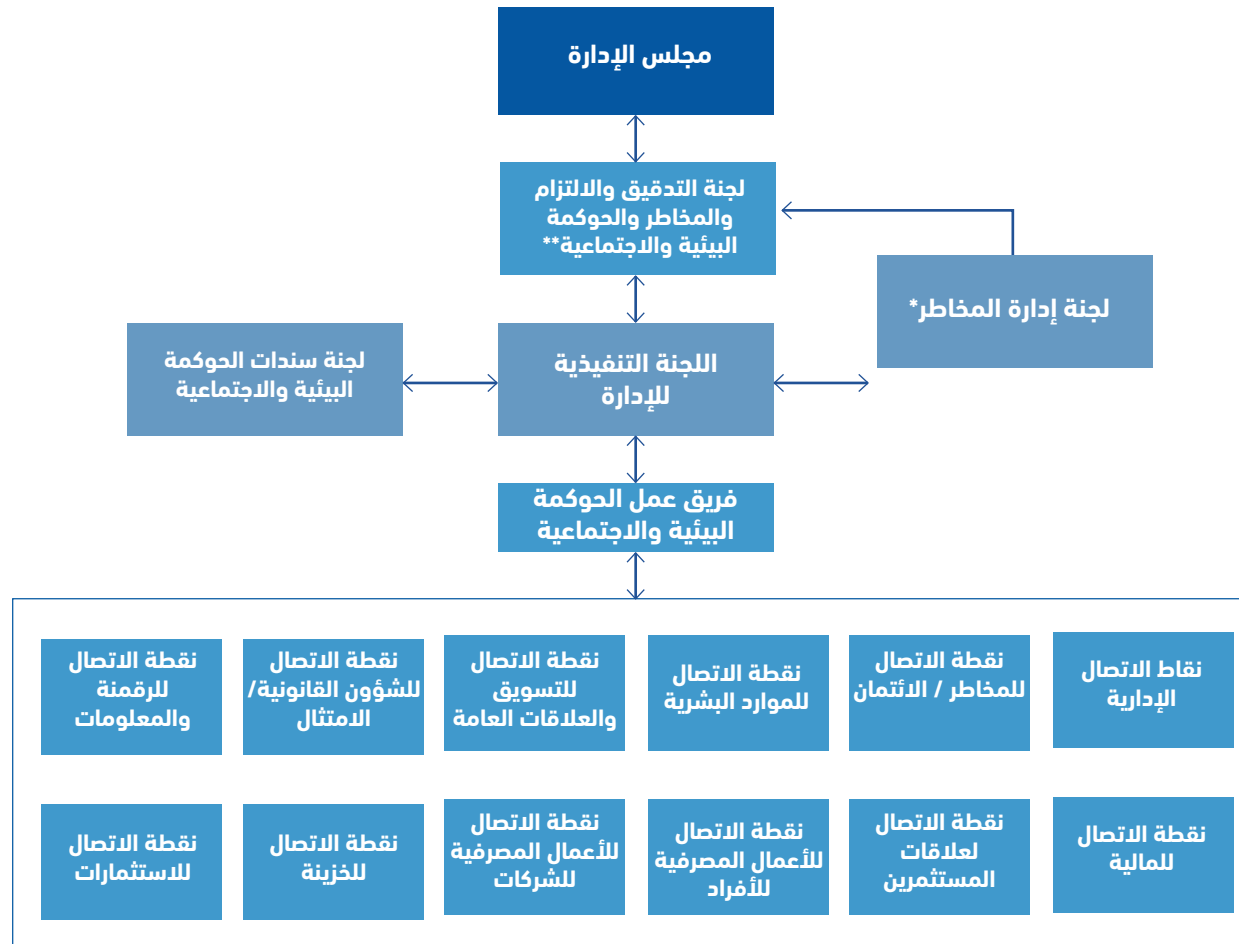 مجلس الإدارة
لجنة التدقيق والالتزام
والمخاطر والحوكمة
البيئية والاجتماعية**
لجنة إدارة المخاطر*
اللجنة التنفيذية
للإدارة
لجنة سندات الحوكمة
البيئية والاجتماعية
فريق عمل الحوكمة
البيئية والاجتماعية
نقاط الاتصال
الإدارية
نقطة الاتصال
للمخاطر / الائتمان
نقطة الاتصال
للموارد البشرية
نقطة الاتصال
للتسويق
والعلاقات العامة
نقطة الاتصال
للشؤون القانونية/
الامتثال
نقطة الاتصال
للرقمنة
والمعلومات
نقطة الاتصال
للمالية
نقطة الاتصال
لعلاقات
المستثمرين
نقطة الاتصال
للأعمال المصرفية
للأفراد
نقطة الاتصال
للأعمال المصرفية
للشركات
نقطة الاتصال
للخزينة
نقطة الاتصال
للاستثمارات